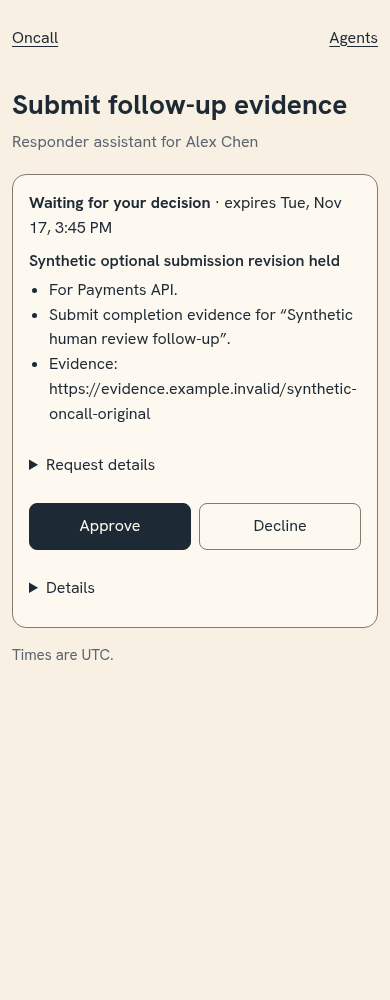 Oncall
Agents
Submit follow-up evidence
Responder assistant for Alex Chen
Waiting for your decision · expires Tue, Nov
17, 3:45 PM
Synthetic optional submission revision held
• For Payments API.
• Submit completion evidence for “Synthetic
human review follow-up”.
• Evidence:
https://evidence.example.invalid/synthetic-
oncall-original
▶ Request details
Approve
Decline
▶ Details
Times are UTC.